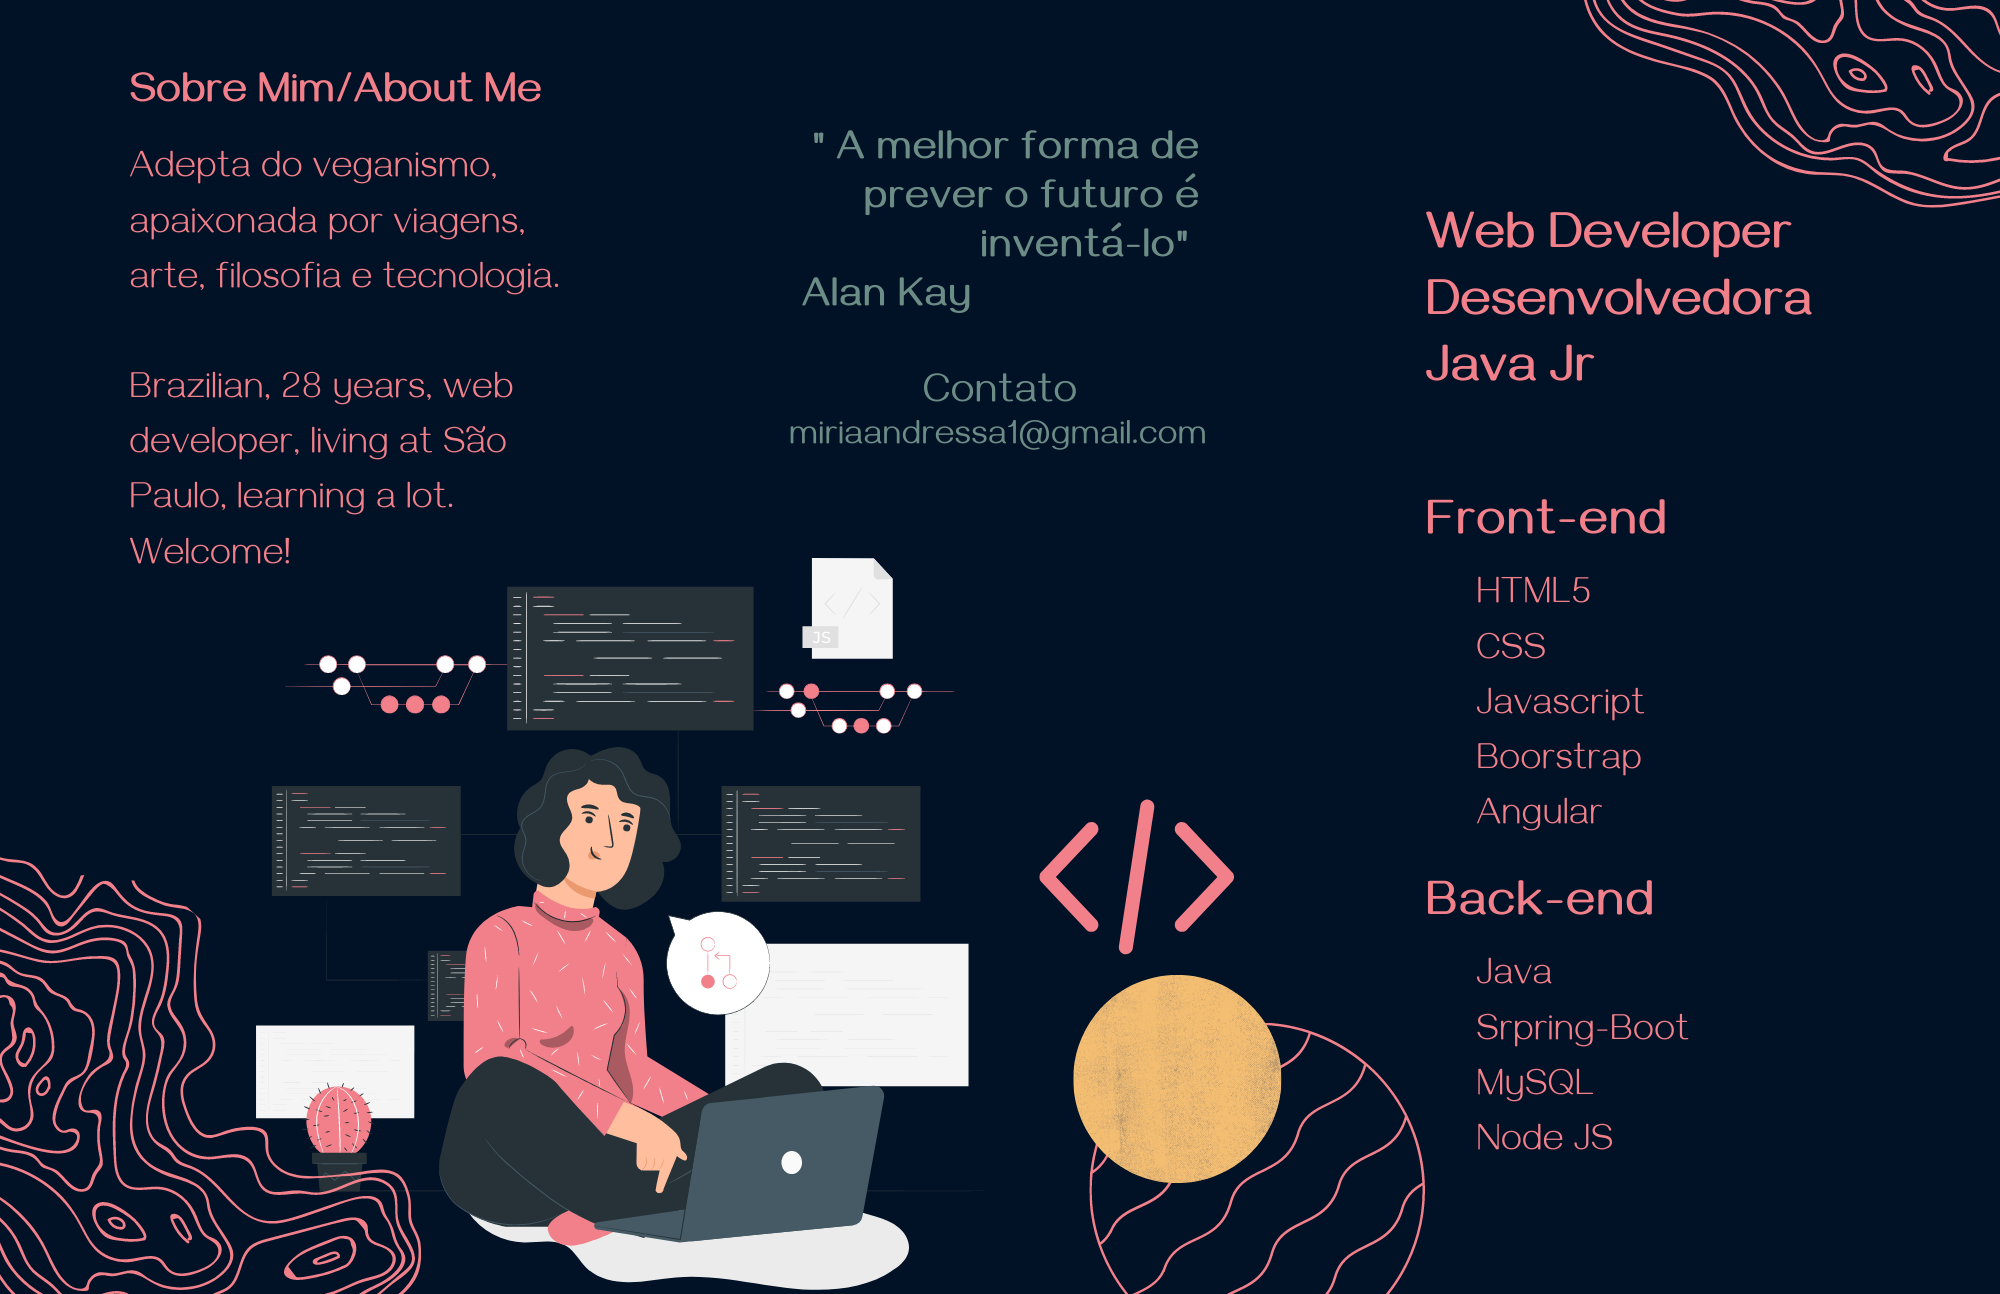 Sobre Mim/About Me
Adepta do veganismo,
apaixonada por viagens,
arte, filosofia e tecnologia.
Brazilian, 28 years, web
developer, living at São
Paulo, learning a lot.
Welcome!
" A melhor forma de
prever o futuro é
inventá-lo"
Alan Kay
Contato
miriaandressa1@gmail.com
</>
JS
</>
Web Developer
Desenvolvedora
Java Jr
Front-end
HTML5
CSS
Javascript
Boorstrap
Angular
Back-end
Java
Srpring-Boot
MySQL
Node JS